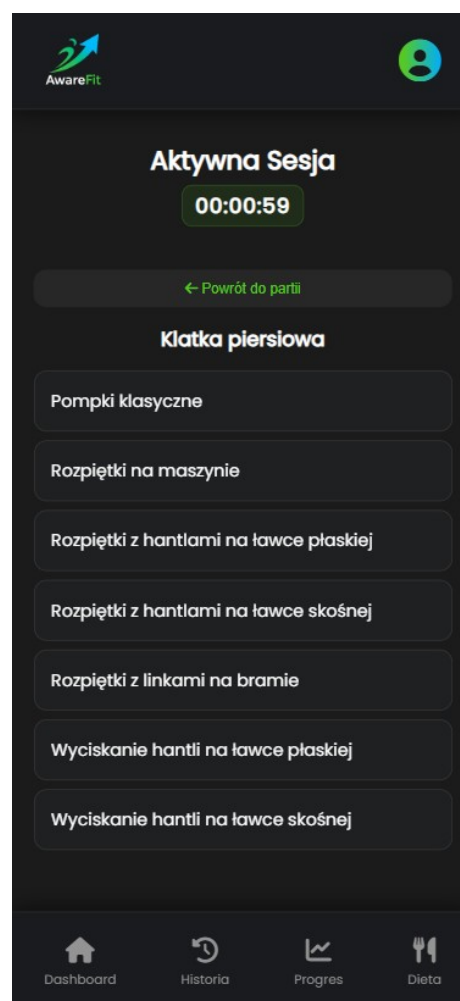 AwareFit
Aktywna Sesja
00:00:59
← Powrót do partii
Klatka piersiowa
Pompki klasyczne
Rozpiętki na maszynie
Rozpiętki z hantlami na ławce płaskiej
Rozpiętki z hantlami na ławce skośnej
Rozpiętki z linkami na bramie
Wyciskanie hantli na ławce płaskiej
Wyciskanie hantli na ławce skośnej
Dashboard Historia Progres Dieta